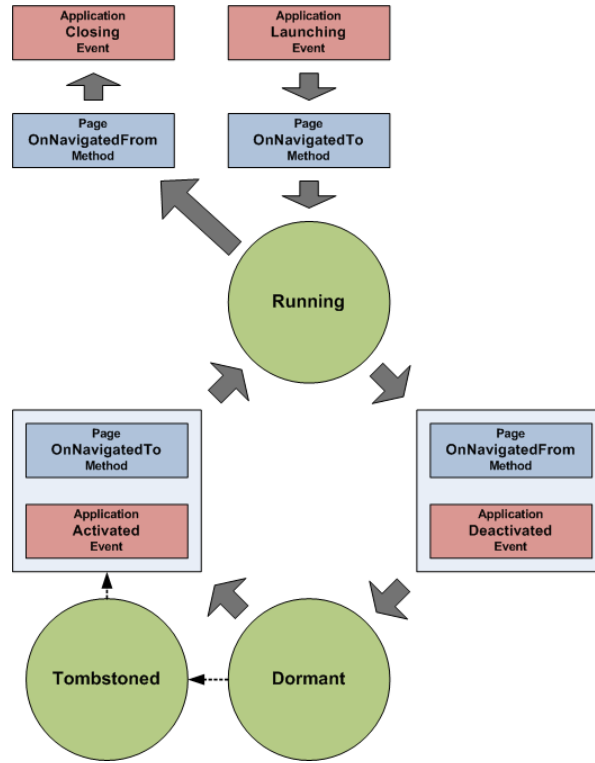 Application
Closing
Event
Application
Launching
Event
Page
OnNavigatedFrom
Method
Page
OnNavigatedTo
Method
Running
Page
OnNavigatedTo
Method
Application
Activated
Event
Page
OnNavigatedFrom
Method
Application
Deactivated
Event
Tombstoned
Dormant